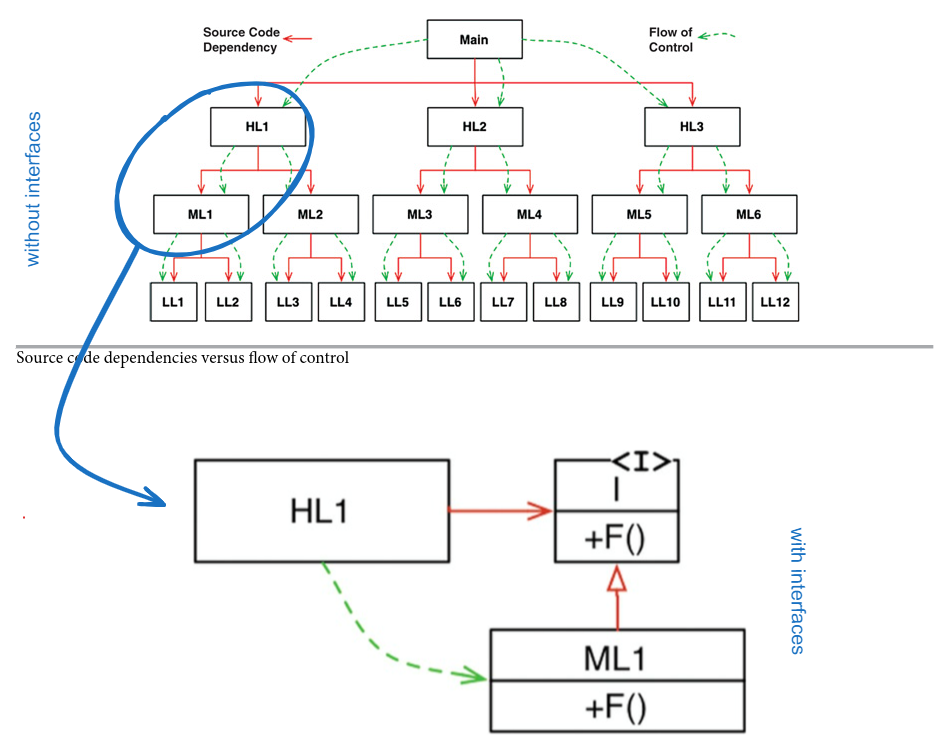 Source Code
Dependency
Main
Flow of
Control
without interfaces
HL1
HL2
HL3
ML1
ML2
ML3
ML4
ML5
ML6
LL1
LL2
LL3
LL4
LL5
LL6
LL7
LL8
LL9
LL10
LL11
LL12
Source code dependencies versus flow of control
HL1
<I>
I
+F()
with interfaces
ML1
+F()